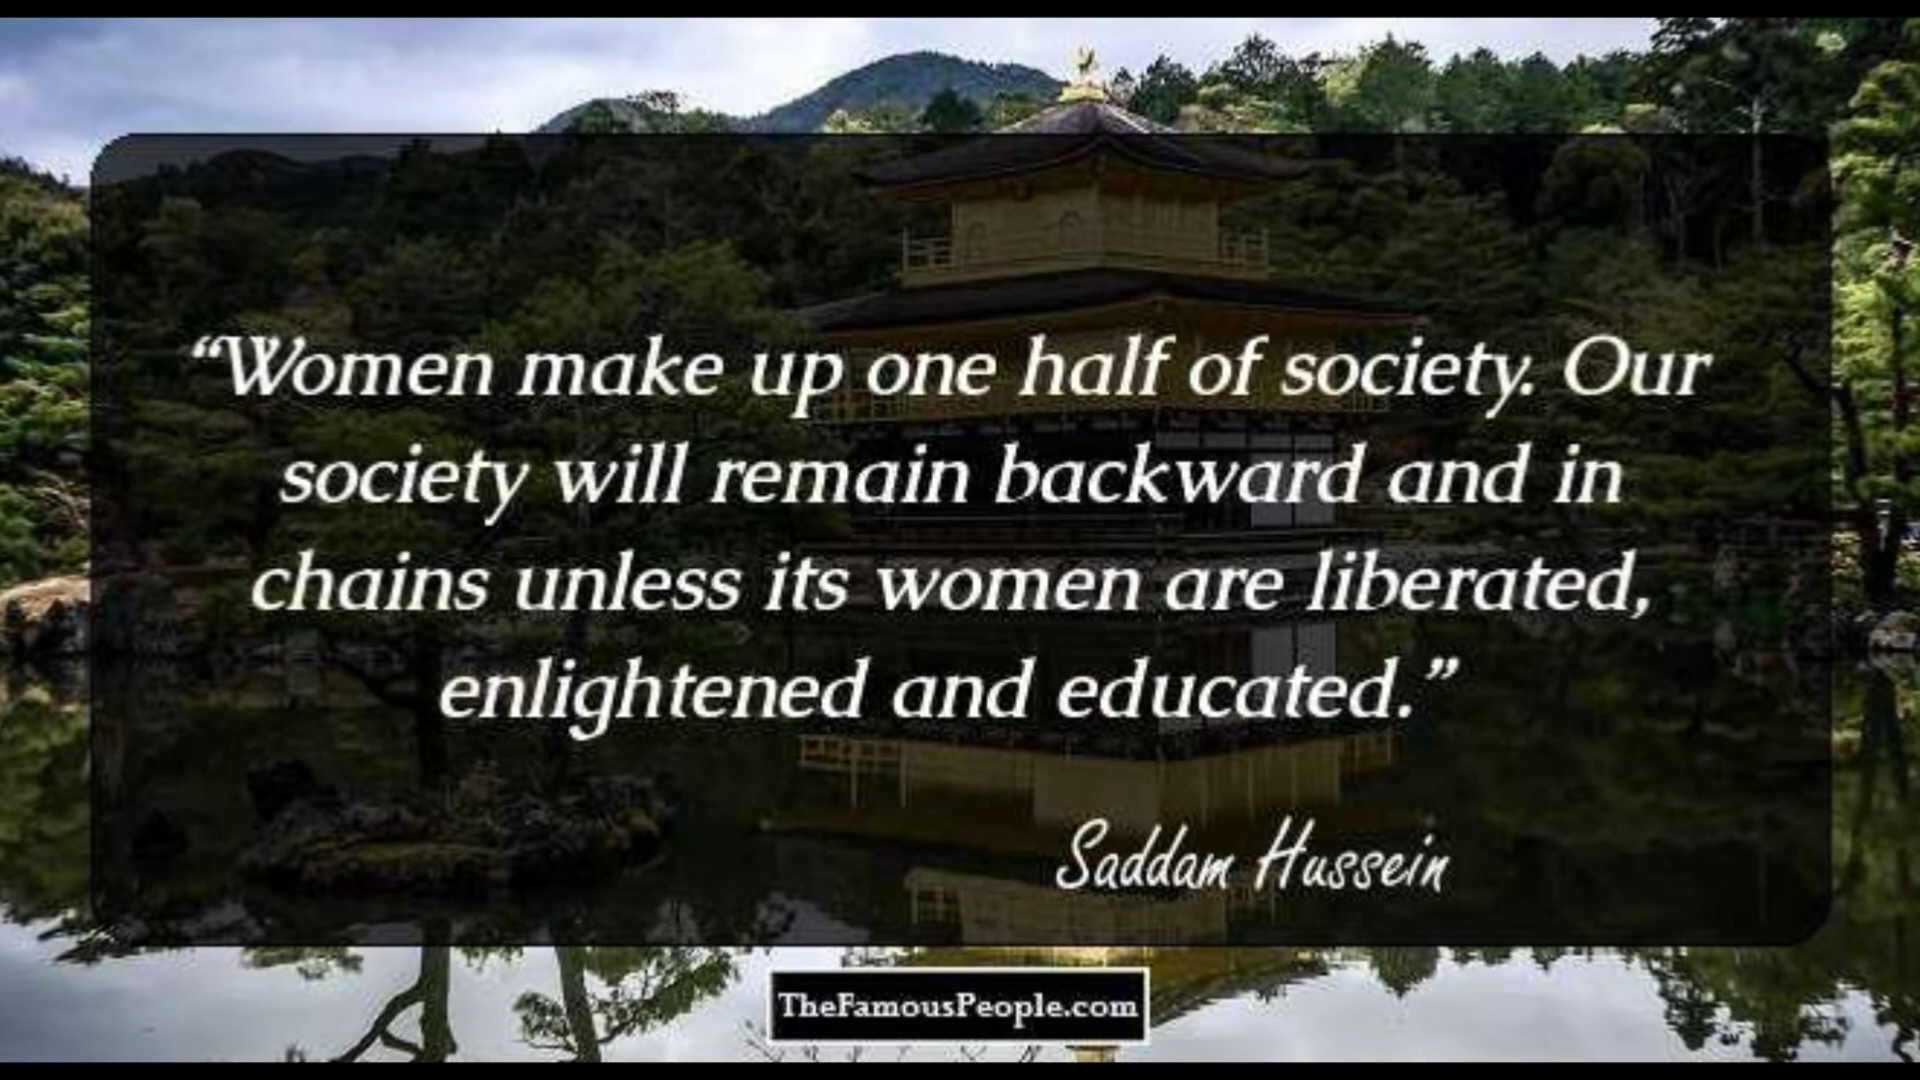 “Women make up one half of society. Our
society will remain backward and in
chains unless its women are liberated,
enlightened and educated.”
Saddam Hussein
TheFamousPeople.com